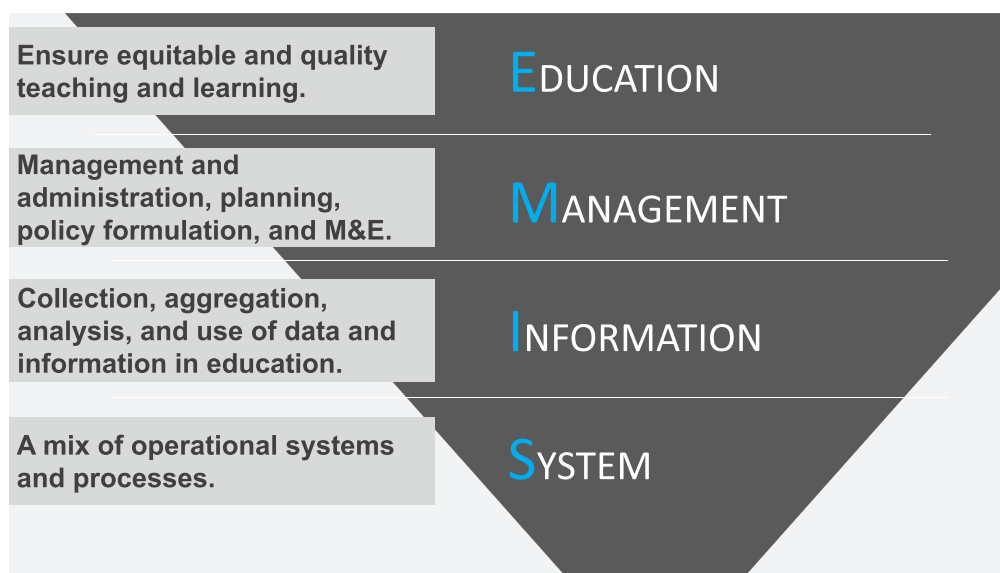 Ensure equitable and quality
teaching and learning.
EDUCATION
Management and
administration, planning,
policy formulation, and M&E.
MANAGEMENT
Collection, aggregation,
analysis, and use of data and
information in education.
INFORMATION
A mix of operational systems
and processes.
SYSTEM